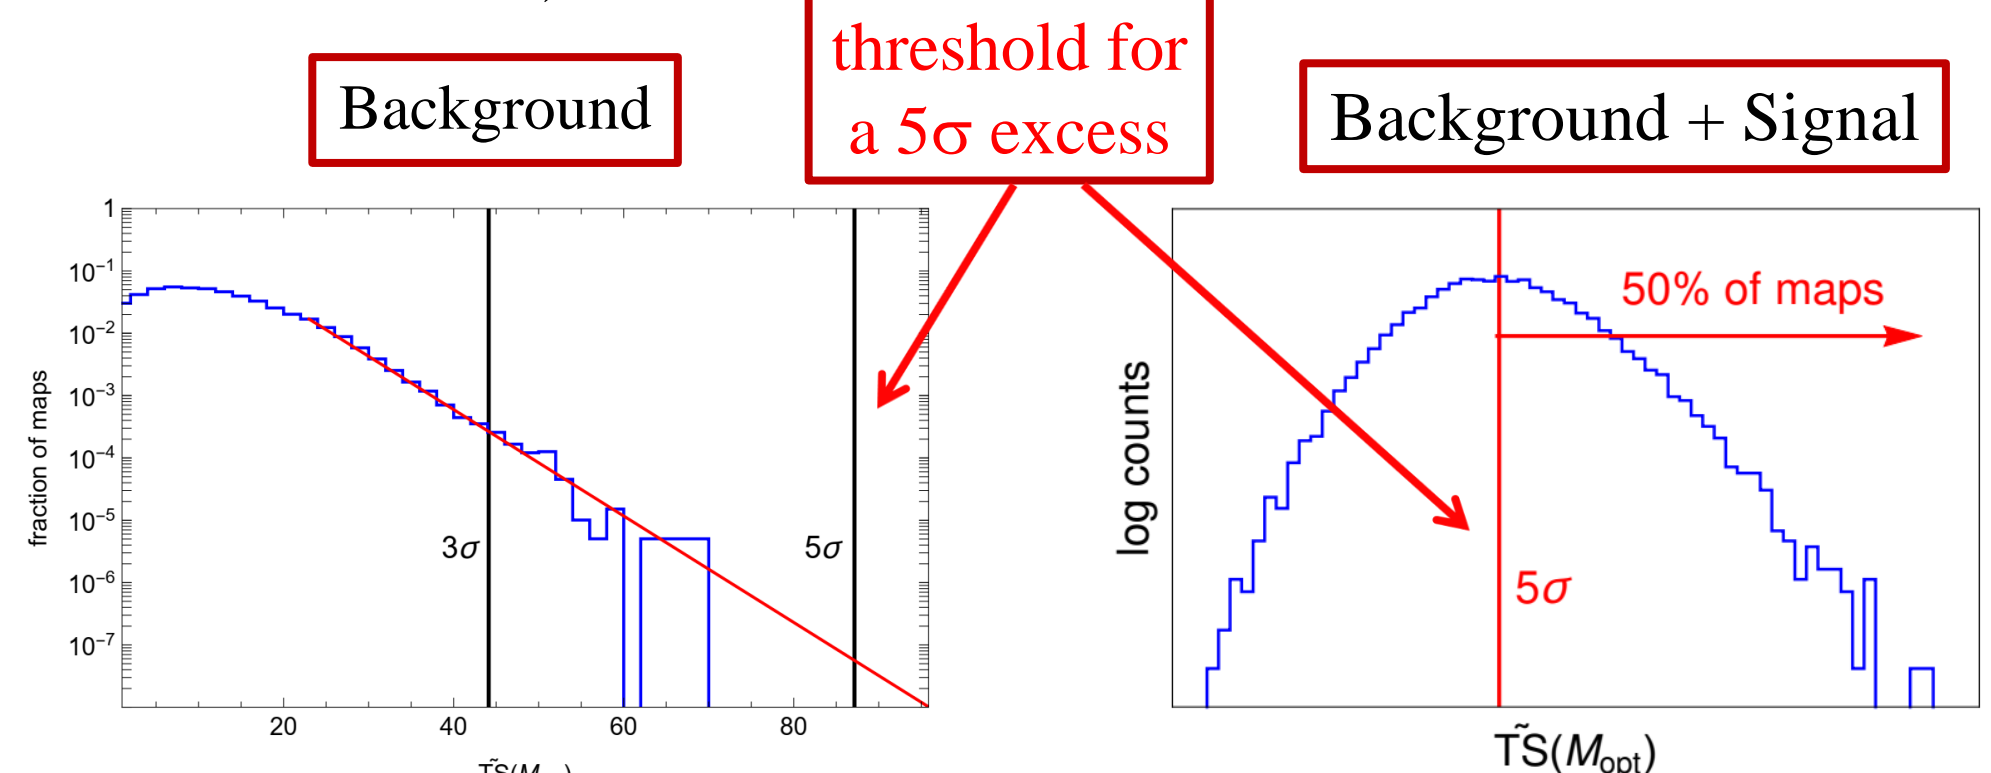 Background
threshold for
a 5σ excess
Background + Signal
1
10⁻¹
10⁻²
10⁻³
10⁻⁴
10⁻⁵
10⁻⁶
10⁻⁷
fraction of maps
3σ
5σ
20
40
60
80
50% of maps
log counts
5σ
T̃S(M_opt)